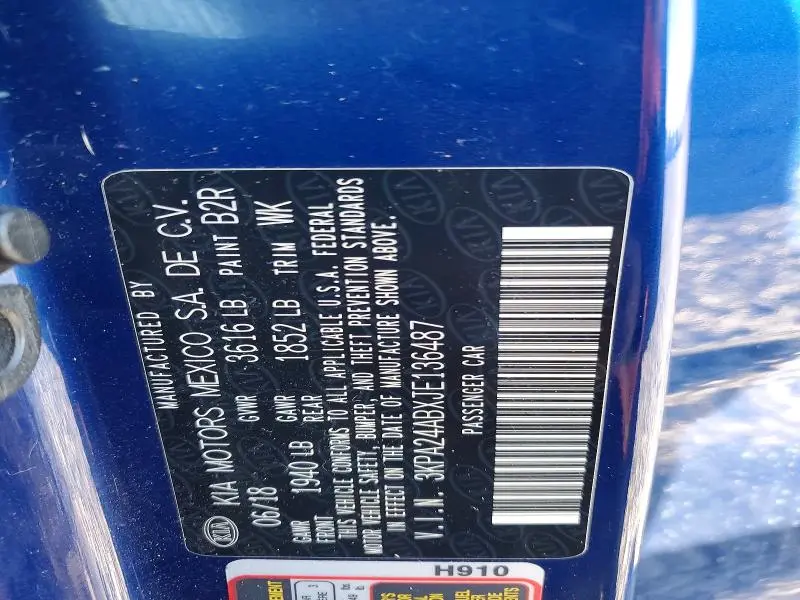 MANUFACTURED BY
KIA KIA MOTORS MEXICO S.A. DE C.V.
06/18 GVWR 3616 LB PAINT B2R
GAWR FRONT 1940 LB GAWR REAR 1852 LB TRIM WK
THIS VEHICLE CONFORMS TO ALL APPLICABLE U.S.A. FEDERAL
MOTOR VEHICLE SAFETY, BUMPER, AND THEFT PREVENTION STANDARDS
IN EFFECT ON THE DATE OF MANUFACTURE SHOWN ABOVE.
V.I.N. 3KPA24ABXJE136487
PASSENGER CAR
H910